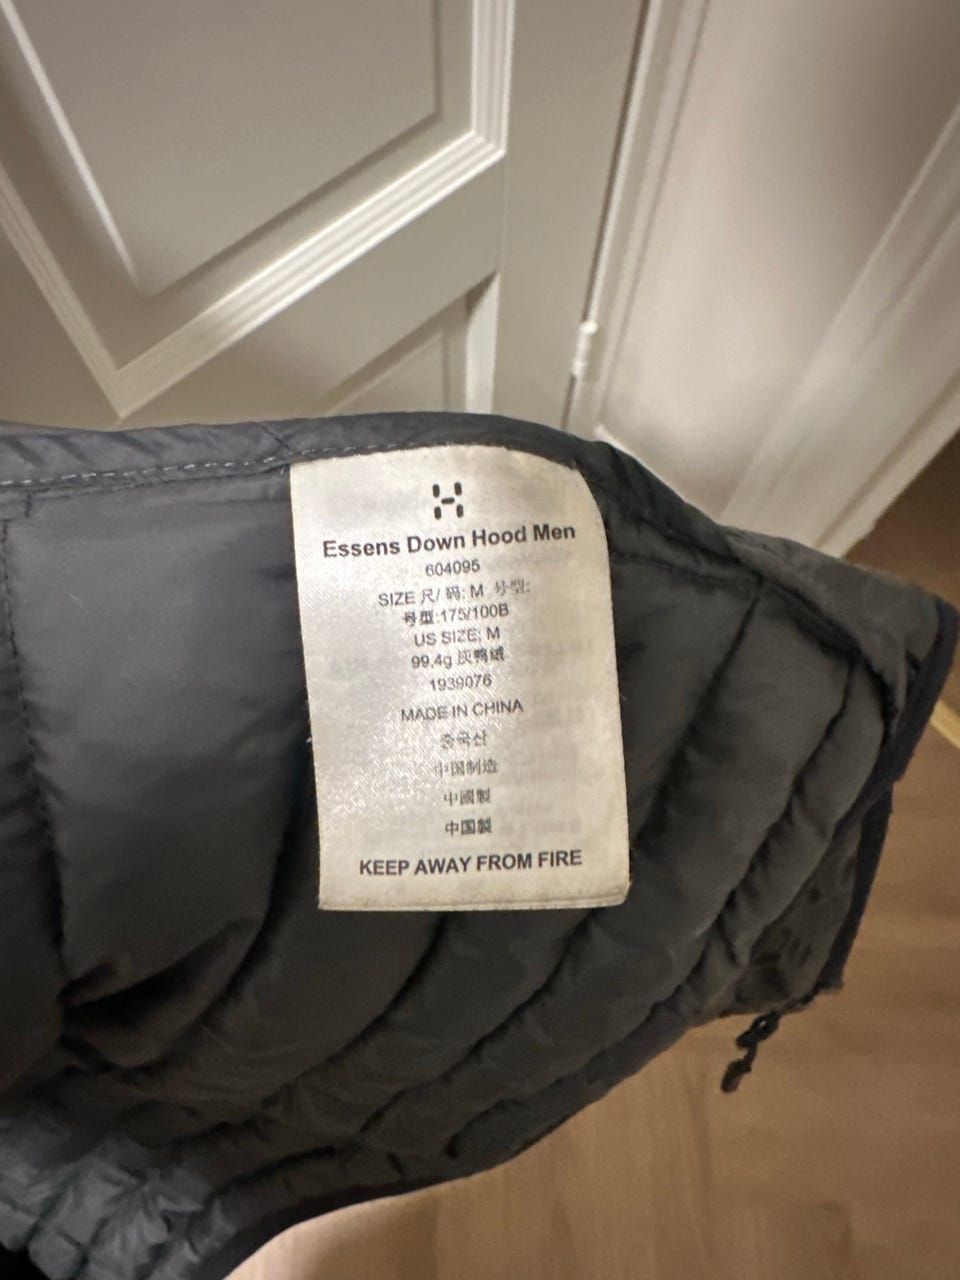 Essens Down Hood Men
604095
SIZE 尺/ 码: M 号型:
号型:175/100B
US SIZE: M
99,4g 灰鸭绒
1939076
MADE IN CHINA
중국산
中国制造
中國製
中国製
KEEP AWAY FROM FIRE